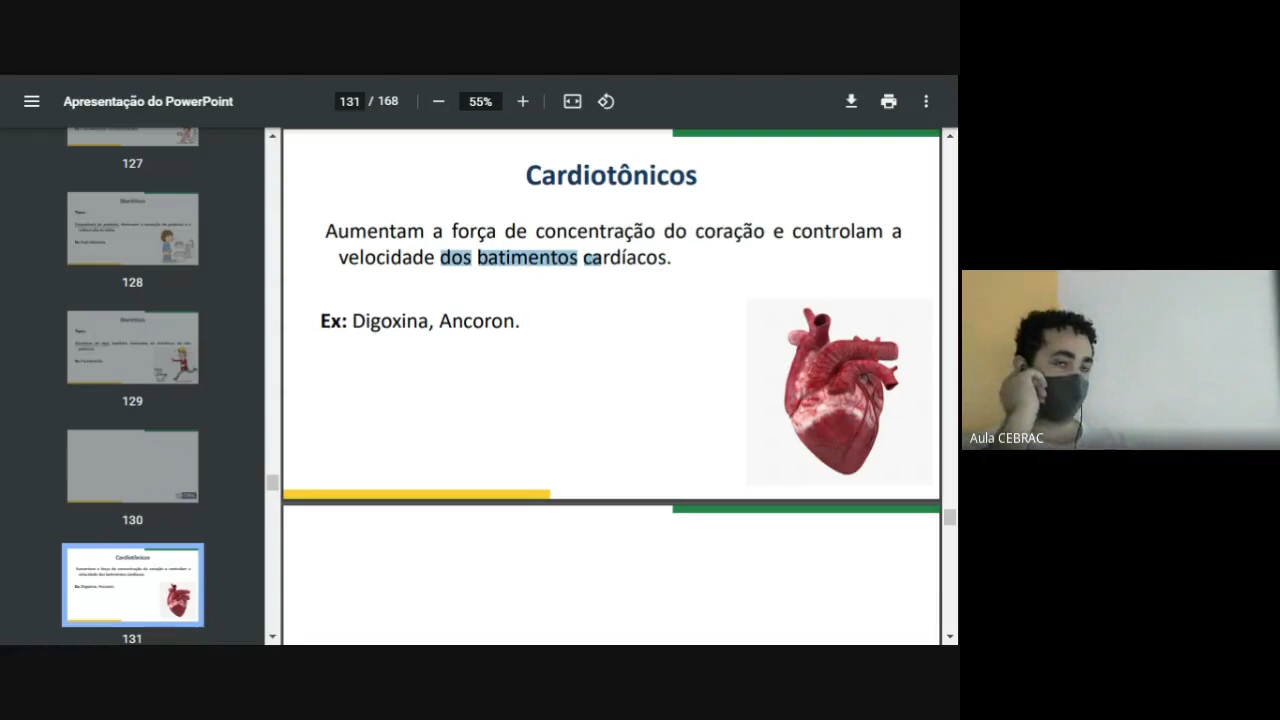 Apresentação do PowerPoint
131 / 168
55%
127
128
129
130
Cardiotônicos
131
Cardiotônicos
Aumentam a força de concentração do coração e controlam a
velocidade dos batimentos cardíacos.
Ex: Digoxina, Ancoron.
Aula CEBRAC